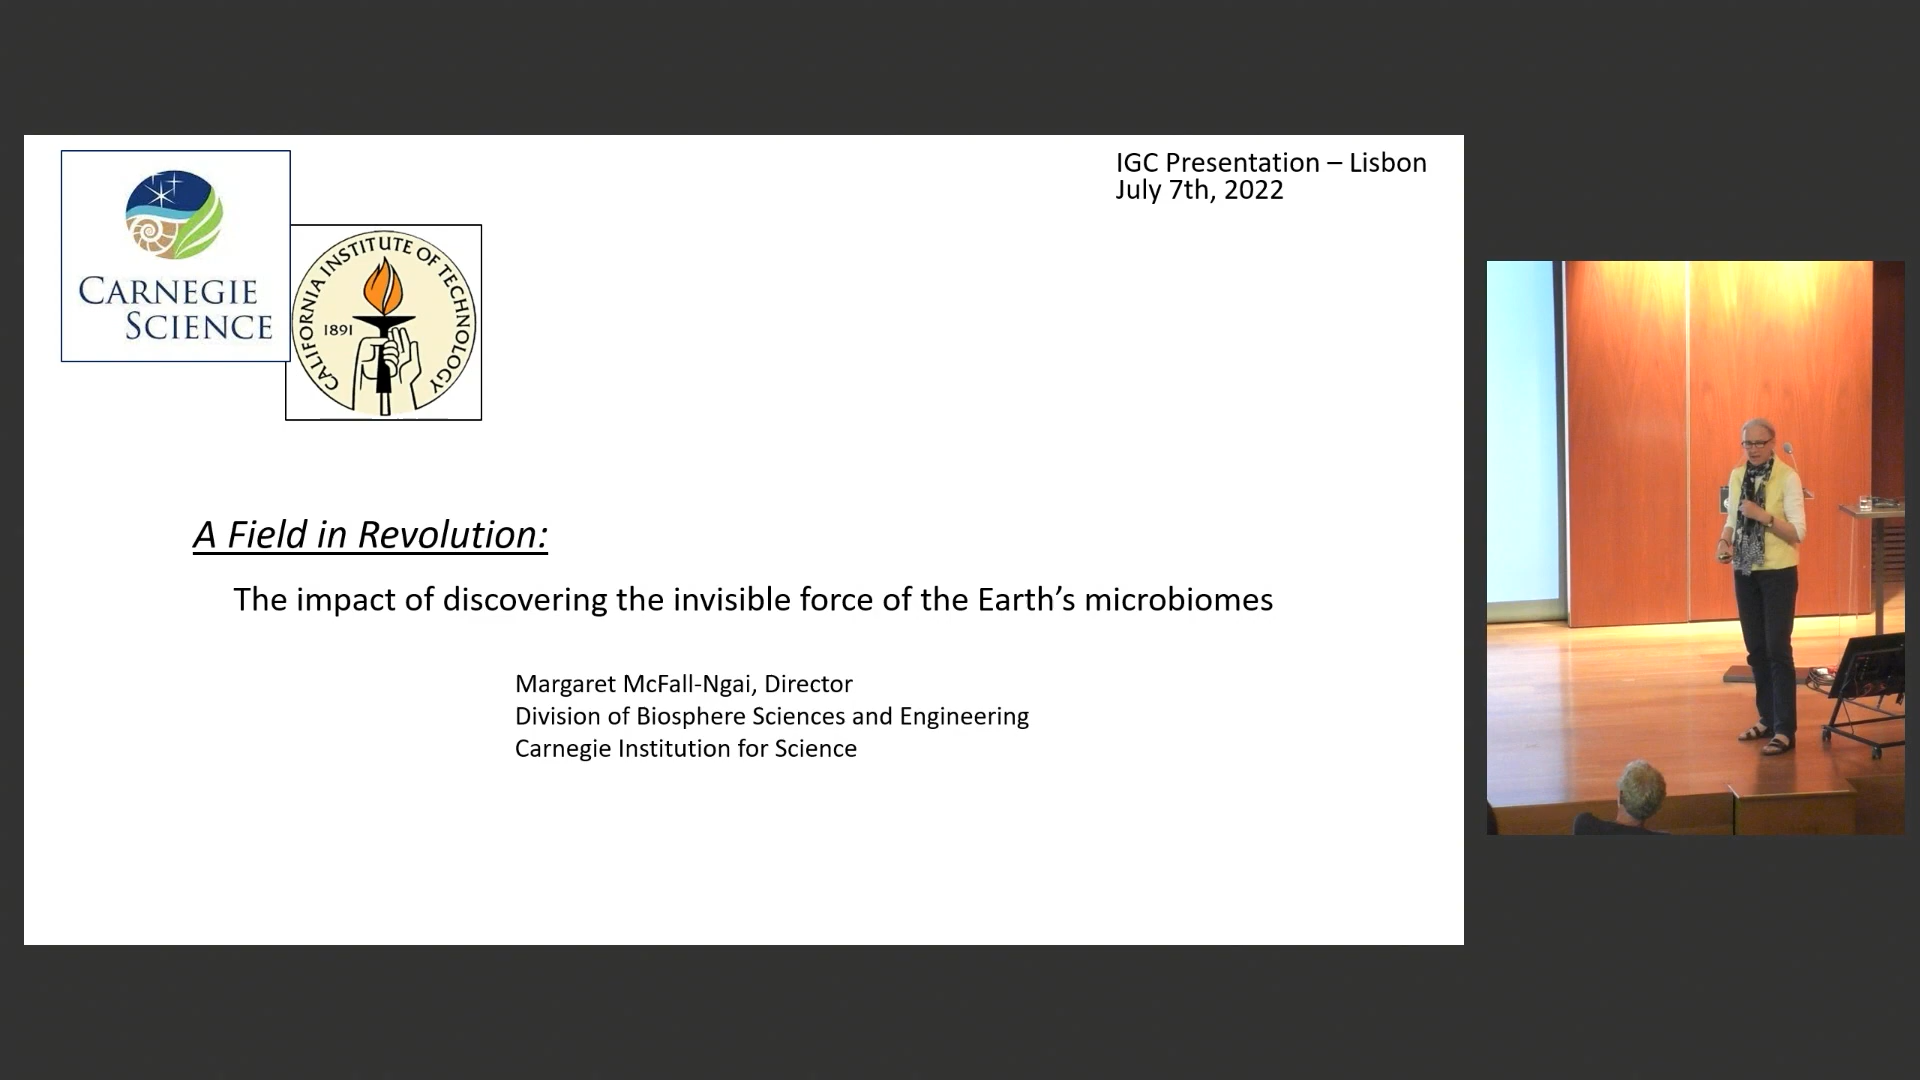 IGC Presentation – Lisbon
July 7th, 2022
CARNEGIE
SCIENCE
CALIFORNIA INSTITUTE OF TECHNOLOGY
1891
A Field in Revolution:
The impact of discovering the invisible force of the Earth’s microbiomes
Margaret McFall-Ngai, Director
Division of Biosphere Sciences and Engineering
Carnegie Institution for Science